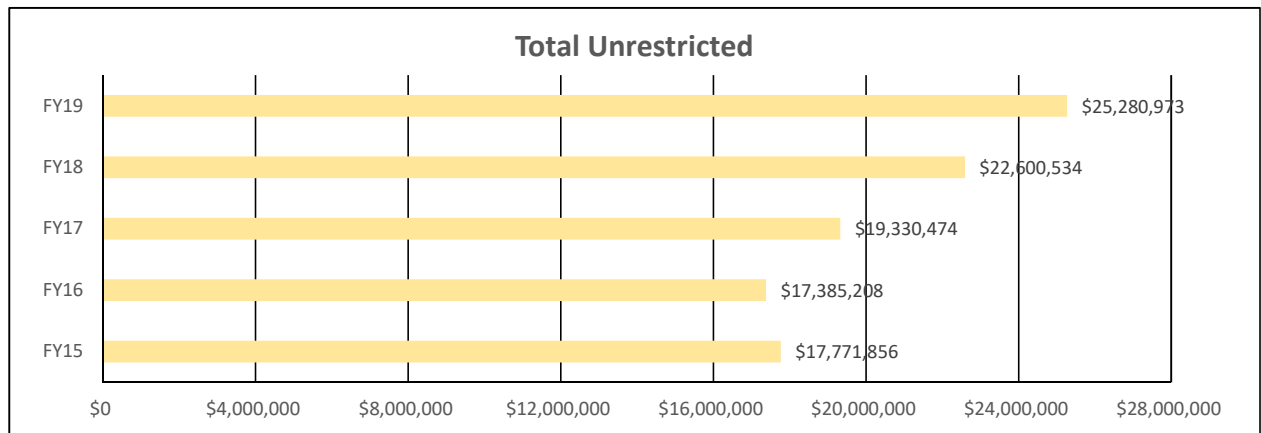 Total Unrestricted
FY19 $25,280,973
FY18 $22,600,534
FY17 $19,330,474
FY16 $17,385,208
FY15 $17,771,856
$0 $4,000,000 $8,000,000 $12,000,000 $16,000,000 $20,000,000 $24,000,000 $28,000,000